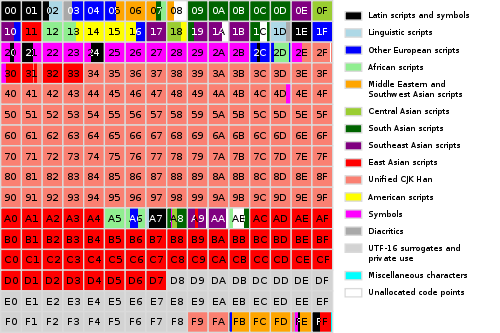 00 01 02 03 04 05 06 07 08 09 0A 0B 0C 0D 0E 0F
10 11 12 13 14 15 16 17 18 19 1A 1B 1C 1D 1E 1F
20 21 22 23 24 25 26 27 28 29 2A 2B 2C 2D 2E 2F
30 31 32 33 34 35 36 37 38 39 3A 3B 3C 3D 3E 3F
40 41 42 43 44 45 46 47 48 49 4A 4B 4C 4D 4E 4F
50 51 52 53 54 55 56 57 58 59 5A 5B 5C 5D 5E 5F
60 61 62 63 64 65 66 67 68 69 6A 6B 6C 6D 6E 6F
70 71 72 73 74 75 76 77 78 79 7A 7B 7C 7D 7E 7F
80 81 82 83 84 85 86 87 88 89 8A 8B 8C 8D 8E 8F
90 91 92 93 94 95 96 97 98 99 9A 9B 9C 9D 9E 9F
A0 A1 A2 A3 A4 A5 A6 A7 A8 A9 AA AB AC AD AE AF
B0 B1 B2 B3 B4 B5 B6 B7 B8 B9 BA BB BC BD BE BF
C0 C1 C2 C3 C4 C5 C6 C7 C8 C9 CA CB CC CD CE CF
D0 D1 D2 D3 D4 D5 D6 D7 D8 D9 DA DB DC DD DE DF
E0 E1 E2 E3 E4 E5 E6 E7 E8 E9 EA EB EC ED EE EF
F0 F1 F2 F3 F4 F5 F6 F7 F8 F9 FA FB FC FD FE FF
Latin scripts and symbols
Linguistic scripts
Other European scripts
African scripts
Middle Eastern and
Southwest Asian scripts
Central Asian scripts
South Asian scripts
Southeast Asian scripts
East Asian scripts
Unified CJK Han
American scripts
Symbols
Diacritics
UTF-16 surrogates and
private use
Miscellaneous characters
Unallocated code points